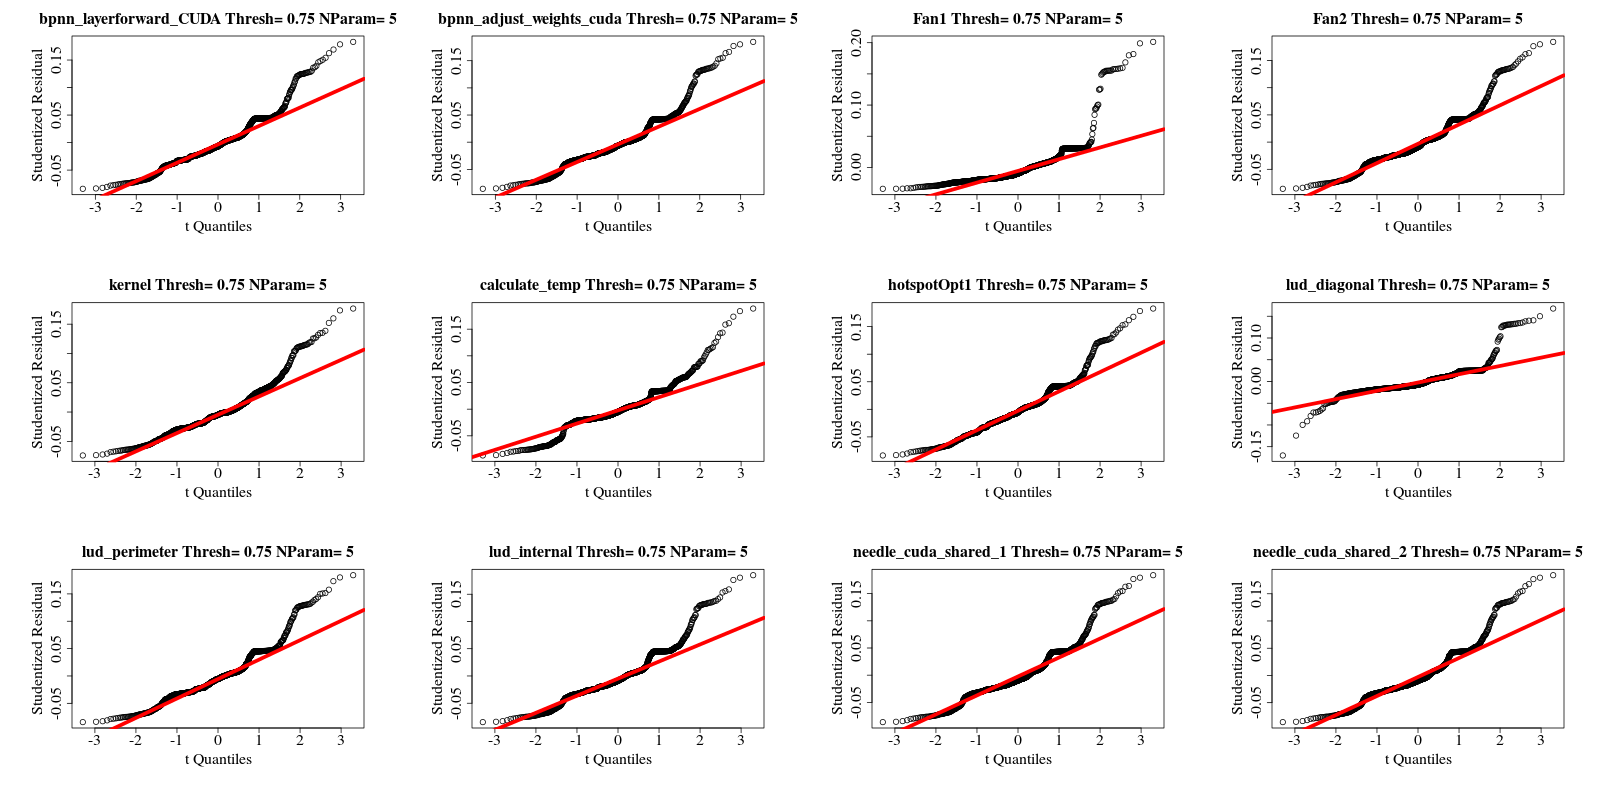 bpnn_layerforward_CUDA Thresh= 0.75 NParam= 5
Studentized Residual
-0.05 0.05 0.15
-3 -2 -1 0 1 2 3
t Quantiles
bpnn_adjust_weights_cuda Thresh= 0.75 NParam= 5
Studentized Residual
-0.05 0.05 0.15
-3 -2 -1 0 1 2 3
t Quantiles
Fan1 Thresh= 0.75 NParam= 5
Studentized Residual
0.00 0.10 0.20
-3 -2 -1 0 1 2 3
t Quantiles
Fan2 Thresh= 0.75 NParam= 5
Studentized Residual
-0.05 0.05 0.15
-3 -2 -1 0 1 2 3
t Quantiles
kernel Thresh= 0.75 NParam= 5
Studentized Residual
-0.05 0.05 0.15
-3 -2 -1 0 1 2 3
t Quantiles
calculate_temp Thresh= 0.75 NParam= 5
Studentized Residual
-0.05 0.05 0.15
-3 -2 -1 0 1 2 3
t Quantiles
hotspotOpt1 Thresh= 0.75 NParam= 5
Studentized Residual
-0.05 0.05 0.15
-3 -2 -1 0 1 2 3
t Quantiles
lud_diagonal Thresh= 0.75 NParam= 5
Studentized Residual
-0.15 0.00 0.10
-3 -2 -1 0 1 2 3
t Quantiles
lud_perimeter Thresh= 0.75 NParam= 5
Studentized Residual
-0.05 0.05 0.15
-3 -2 -1 0 1 2 3
t Quantiles
lud_internal Thresh= 0.75 NParam= 5
Studentized Residual
-0.05 0.05 0.15
-3 -2 -1 0 1 2 3
t Quantiles
needle_cuda_shared_1 Thresh= 0.75 NParam= 5
Studentized Residual
-0.05 0.05 0.15
-3 -2 -1 0 1 2 3
t Quantiles
needle_cuda_shared_2 Thresh= 0.75 NParam= 5
Studentized Residual
-0.05 0.05 0.15
-3 -2 -1 0 1 2 3
t Quantiles